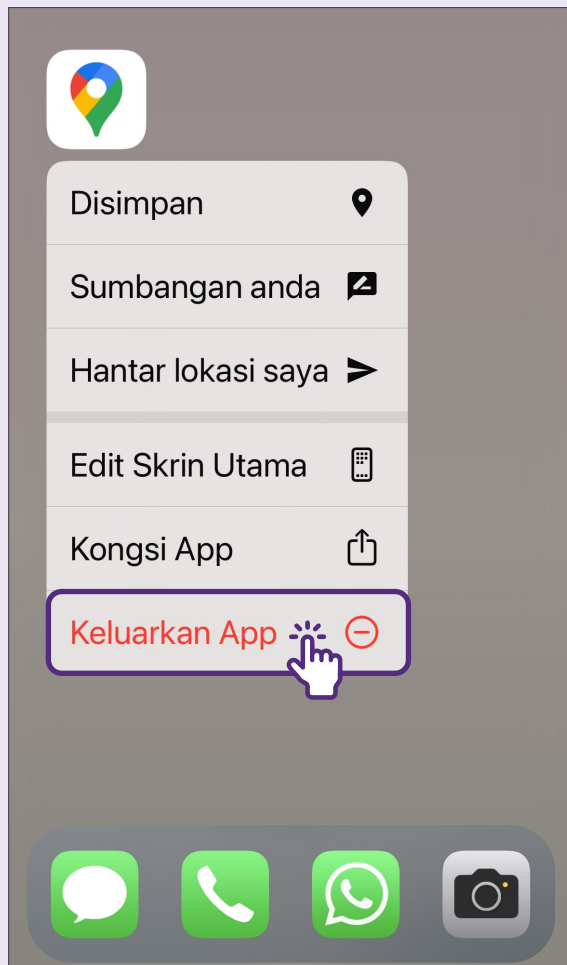 Disimpan
Sumbangan anda
Hantar lokasi saya
Edit Skrin Utama
Kongsi App
Keluarkan App